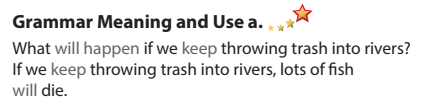 Grammar Meaning and Use a.
What will happen if we keep throwing trash into rivers?
If we keep throwing trash into rivers, lots of fish
will die.